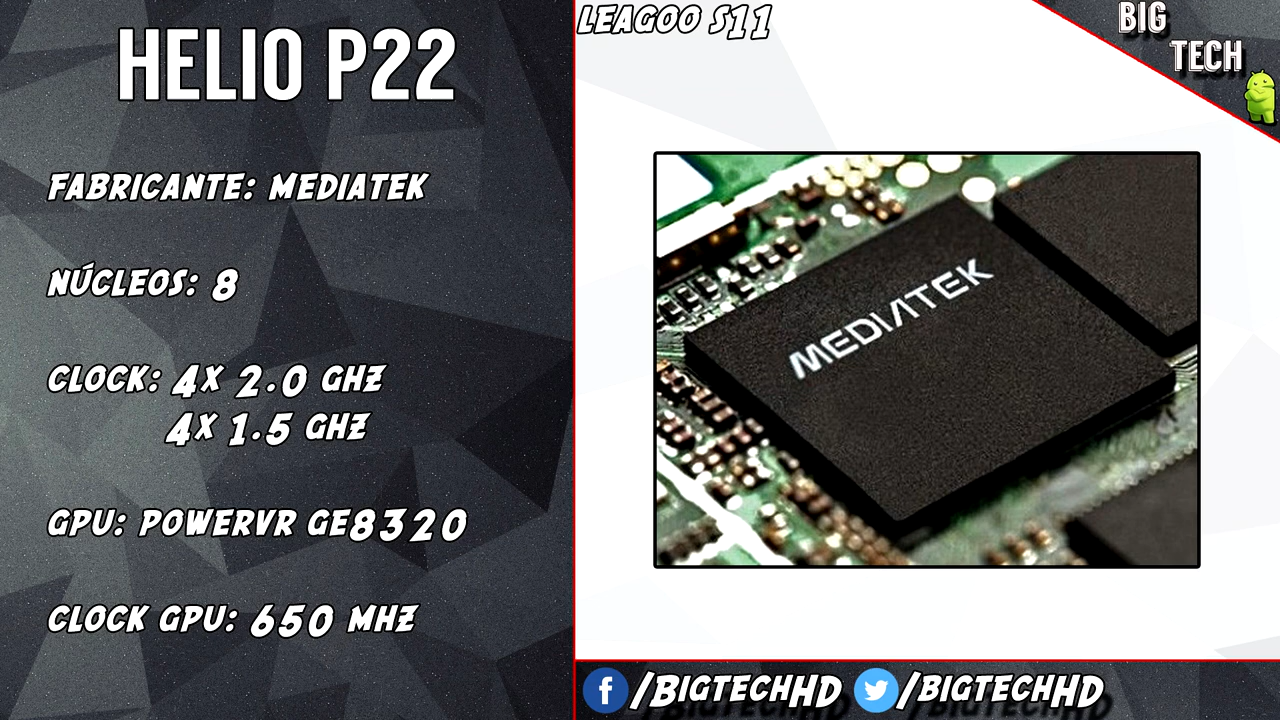 HELIO P22
FABRICANTE: MEDIATEK
NÚCLEOS: 8
CLOCK: 4X 2.0 GHZ
4X 1.5 GHZ
GPU: POWERVR GE8320
CLOCK GPU: 650 MHZ
LEAGOO S11
BIG
TECH
MEDIATEK
/BIGTECHHD
/BIGTECHHD